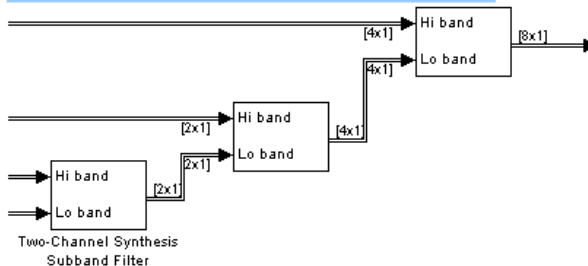 Hi band
[4x1]
[8x1]
Lo band
4x1]
Hi band
[2x1]
[4x1]
Lo band
2x1]
Hi band
[2x1]
Lo band
Two-Channel Synthesis
Subband Filter